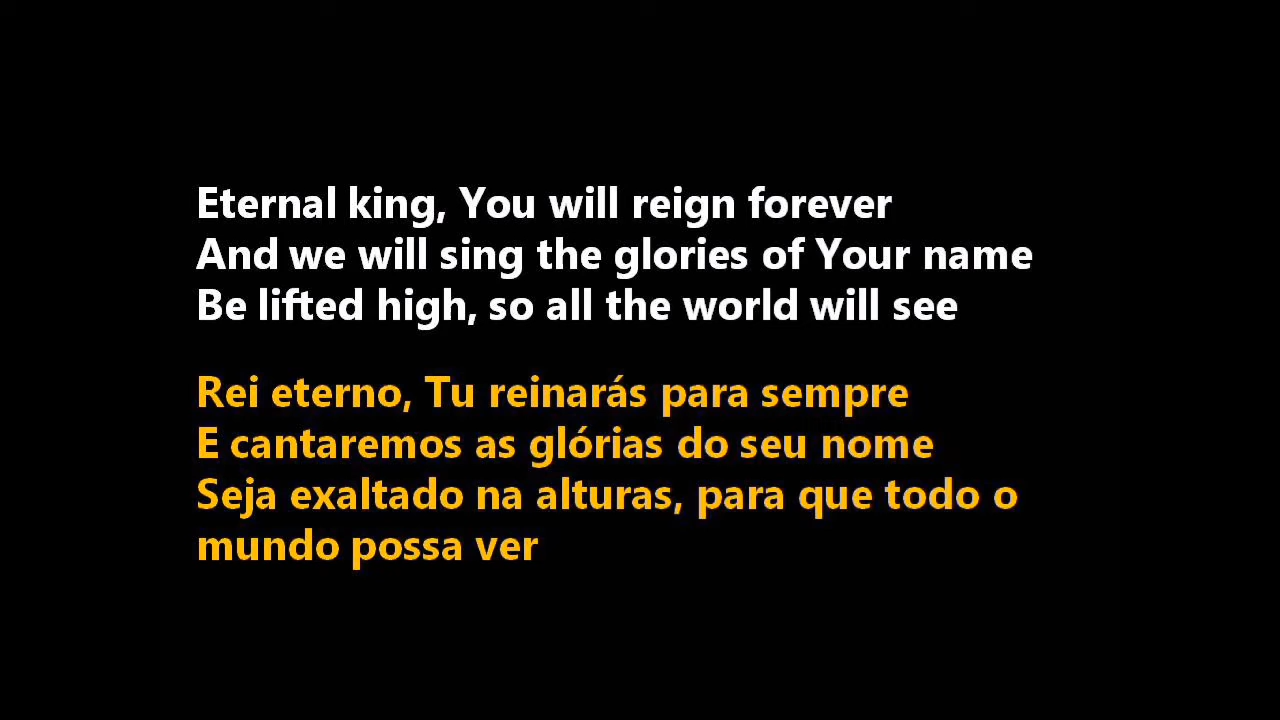 Eternal king, You will reign forever
And we will sing the glories of Your name
Be lifted high, so all the world will see
Rei eterno, Tu reinarás para sempre
E cantaremos as glórias do seu nome
Seja exaltado na alturas, para que todo o
mundo possa ver